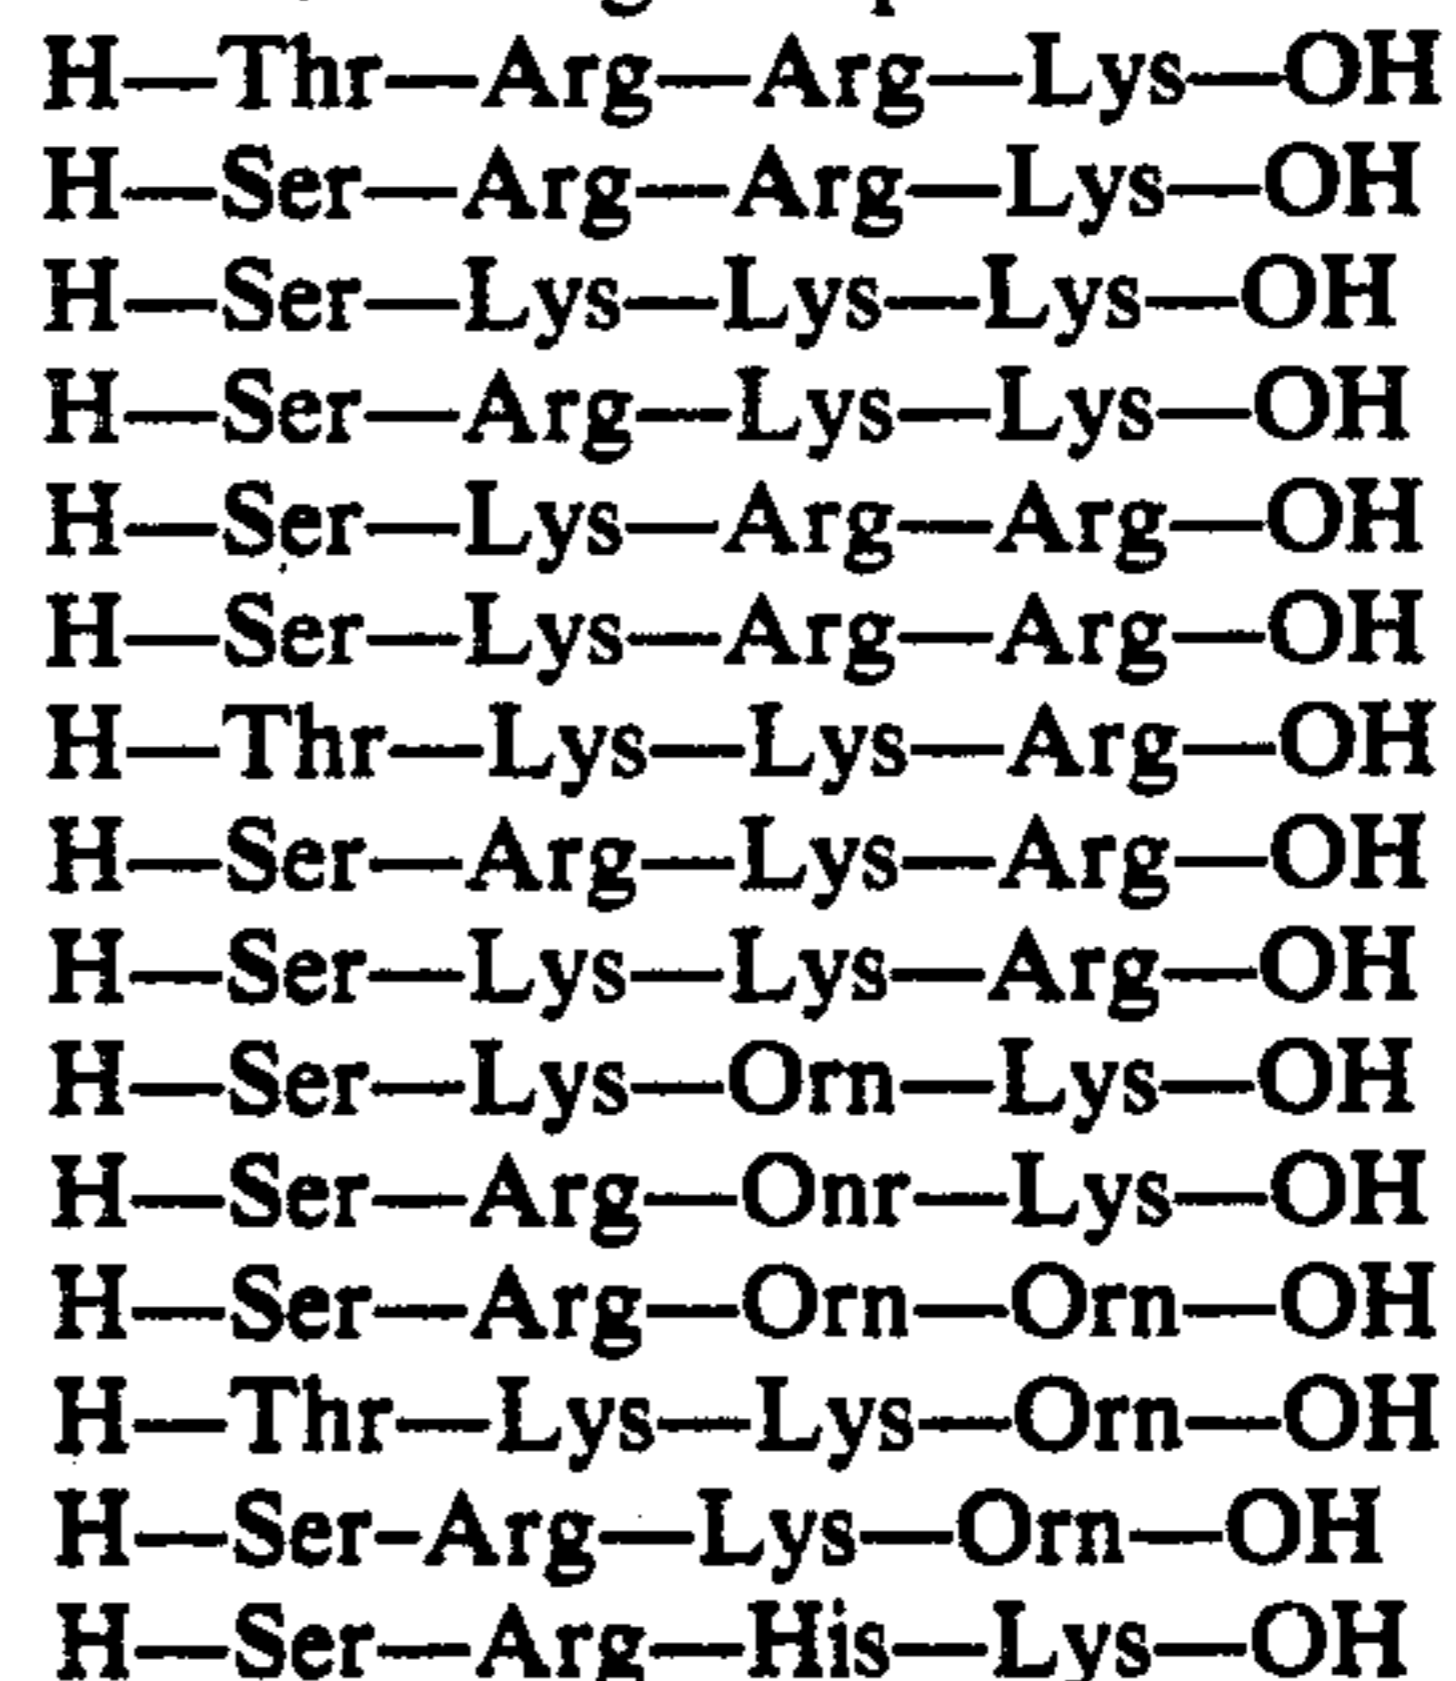 H—Thr—Arg—Arg—Lys—OH
H—Ser—Arg—Arg—Lys—OH
H—Ser—Lys—Lys—Lys—OH
H—Ser—Arg—Lys—Lys—OH
H—Ser—Lys—Arg—Arg—OH
H—Ser—Lys—Arg—Arg—OH
H—Thr—Lys—Lys—Arg—OH
H—Ser—Arg—Lys—Arg—OH
H—Ser—Lys—Lys—Arg—OH
H—Ser—Lys—Orn—Lys—OH
H—Ser—Arg—Onr—Lys—OH
H—Ser—Arg—Orn—Orn—OH
H—Thr—Lys—Lys—Orn—OH
H—Ser–Arg—Lys—Orn—OH
H—Ser—Arg—His—Lys—OH